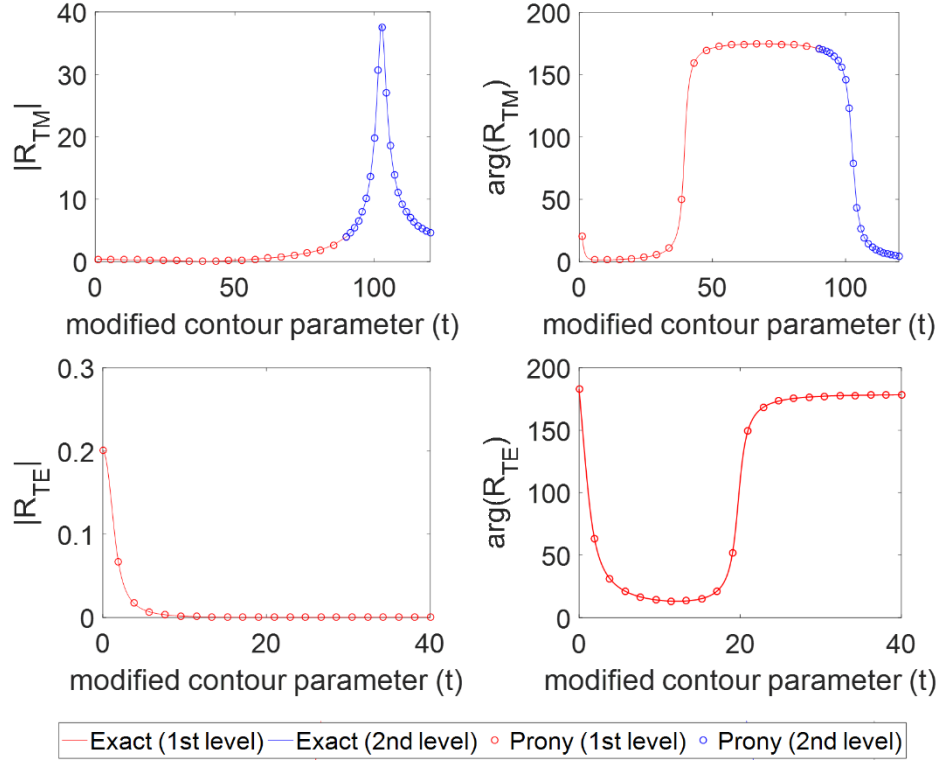 40
30
20
10
0
|R_TM|
0 50 100
modified contour parameter (t)
200
150
100
50
0
arg(R_TM)
0 50 100
modified contour parameter (t)
0.3
0.2
0.1
0
|R_TE|
0 20 40
modified contour parameter (t)
200
150
100
50
0
arg(R_TE)
0 20 40
modified contour parameter (t)
Exact (1st level) Exact (2nd level) Prony (1st level) Prony (2nd level)